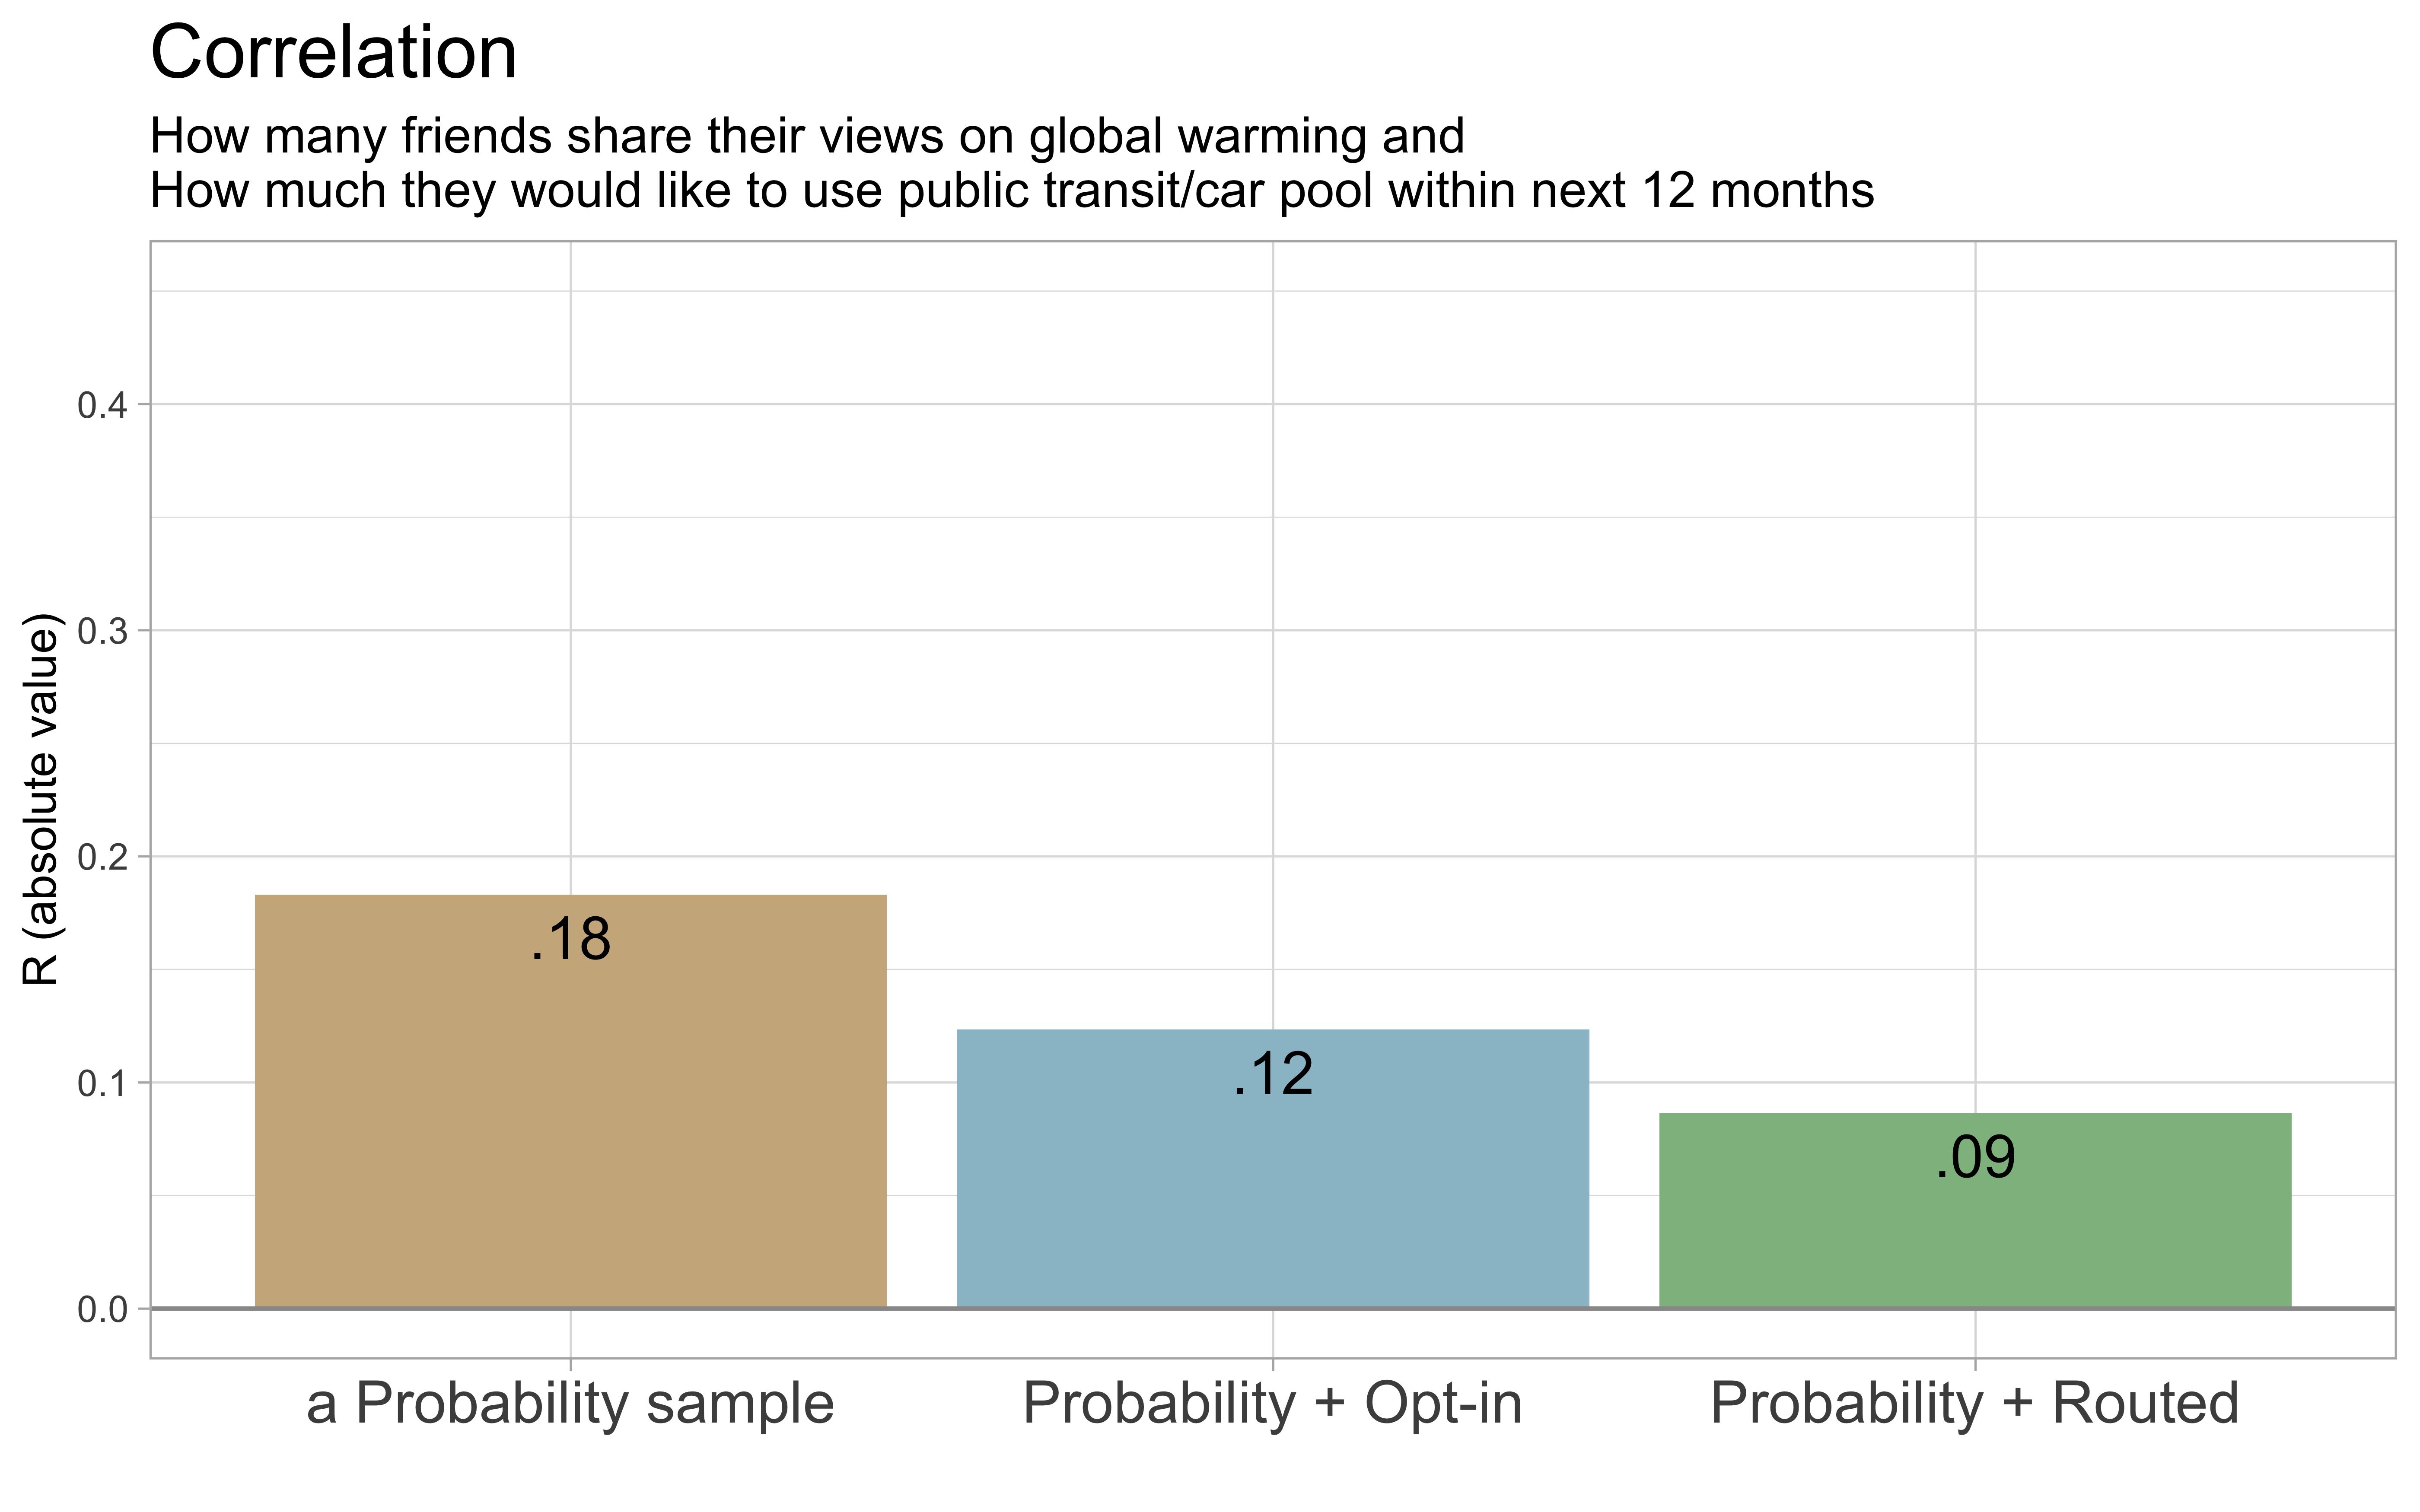 Correlation
How many friends share their views on global warming and
How much they would like to use public transit/car pool within next 12 months
R (absolute value)
0.4
0.3
0.2
0.1
0.0
.18
.12
.09
a Probability sample
Probability + Opt-in
Probability + Routed